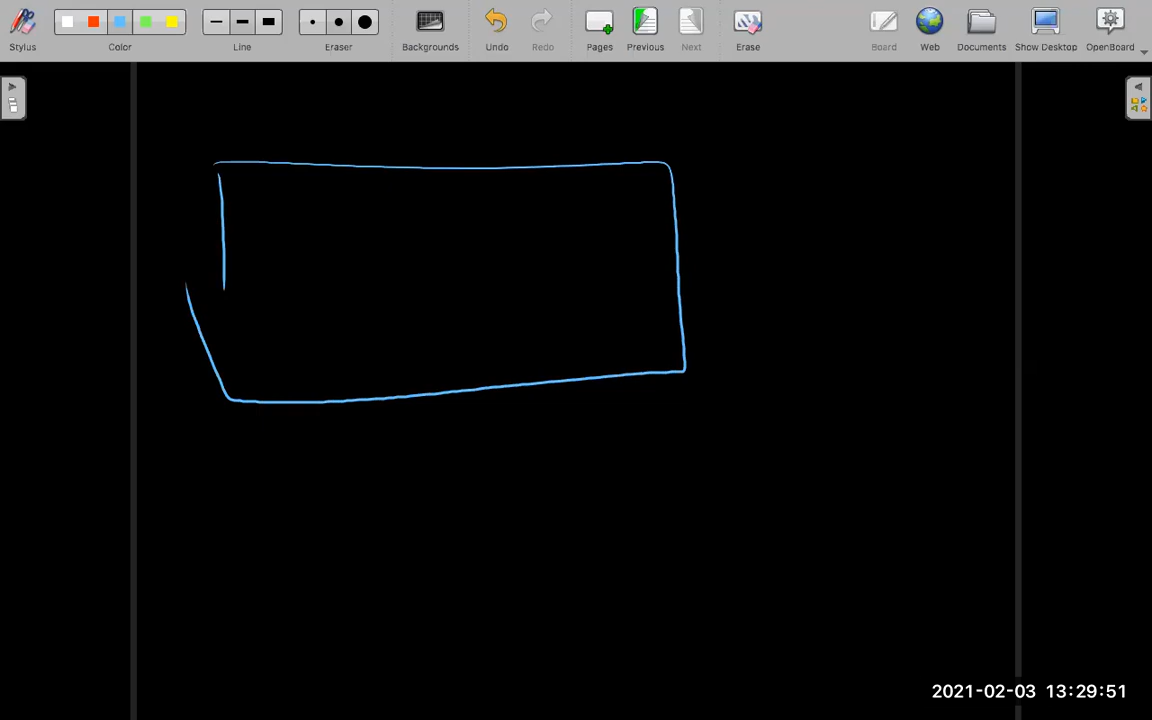 Stylus Color Line Eraser Backgrounds Undo Redo Pages Previous Next Erase Board Web Documents Show Desktop OpenBoard
2021-02-03 13:29:51